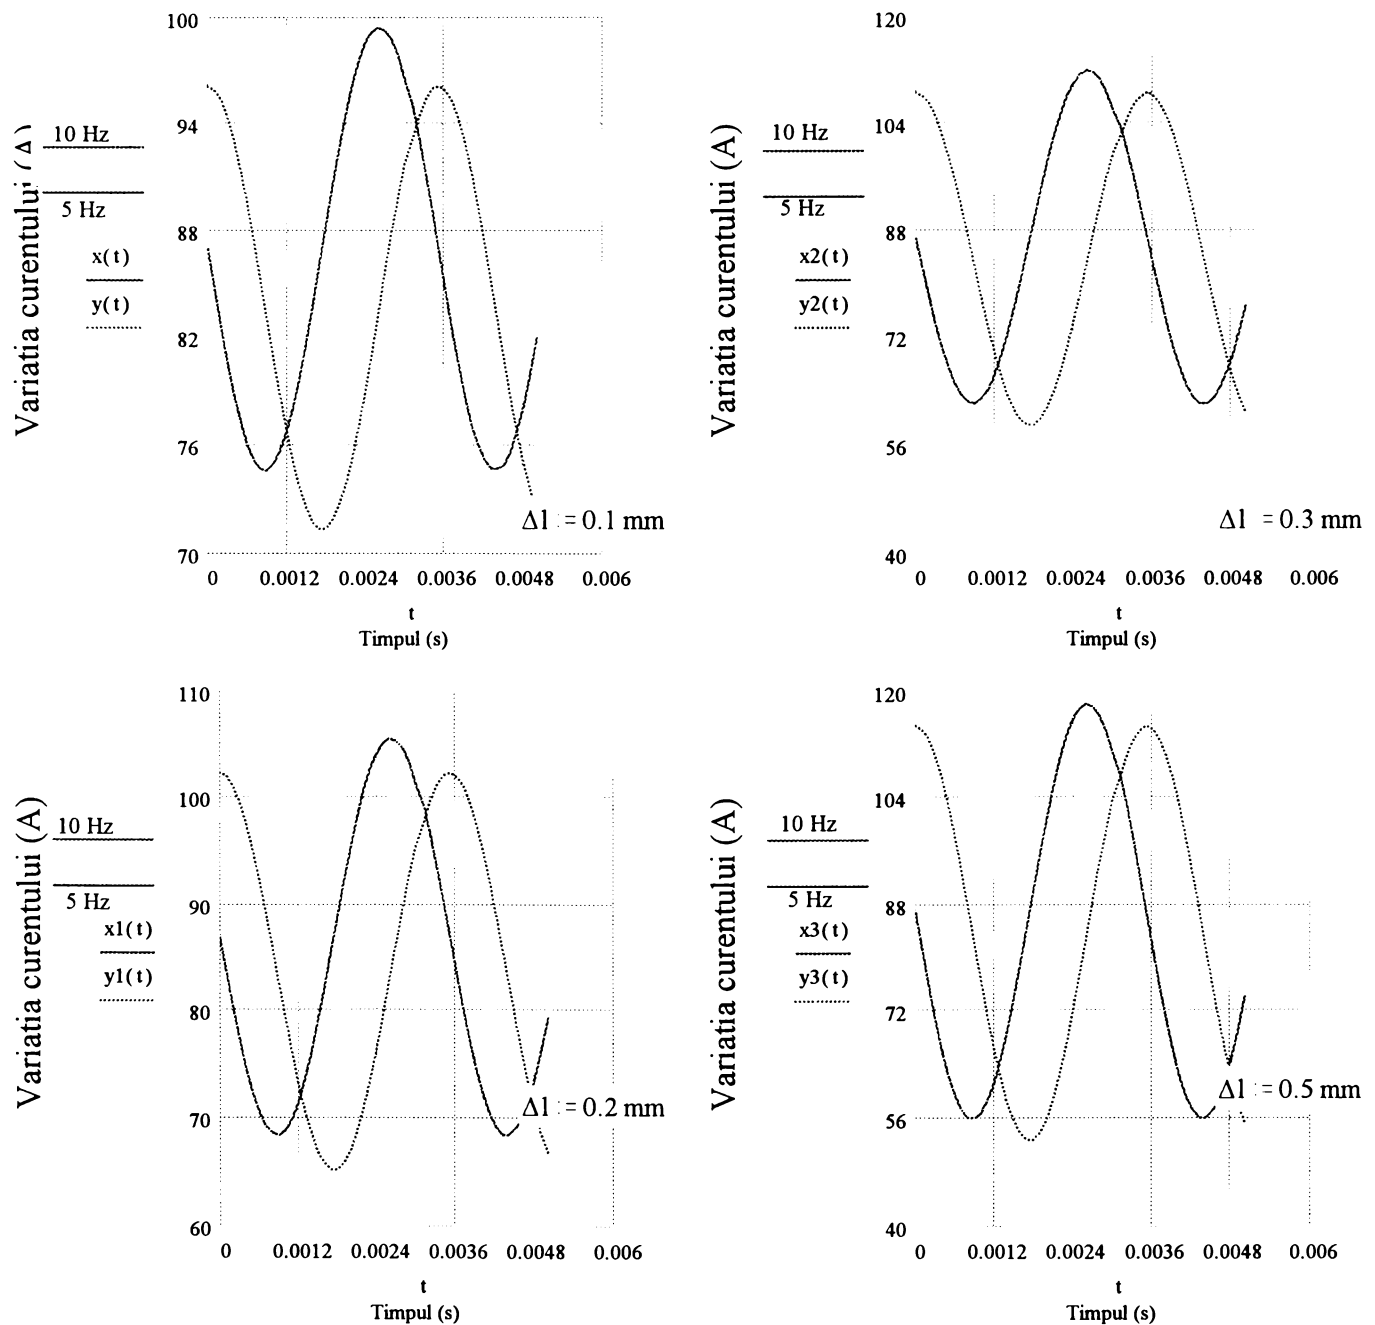 100
94
88
82
76
70
Variatia curentului (A)
10 Hz
5 Hz
x(t)
y(t)
Δl = 0.1 mm
0 0.0012 0.0024 0.0036 0.0048 0.006
t
Timpul (s)
120
104
88
72
56
40
Variatia curentului (A)
10 Hz
5 Hz
x2(t)
y2(t)
Δl = 0.3 mm
0 0.0012 0.0024 0.0036 0.0048 0.006
t
Timpul (s)
110
100
90
80
70
60
Variatia curentului (A)
10 Hz
5 Hz
x1(t)
y1(t)
Δl = 0.2 mm
0 0.0012 0.0024 0.0036 0.0048 0.006
t
Timpul (s)
120
104
88
72
56
40
Variatia curentului (A)
10 Hz
5 Hz
x3(t)
y3(t)
Δl = 0.5 mm
0 0.0012 0.0024 0.0036 0.0048 0.006
t
Timpul (s)